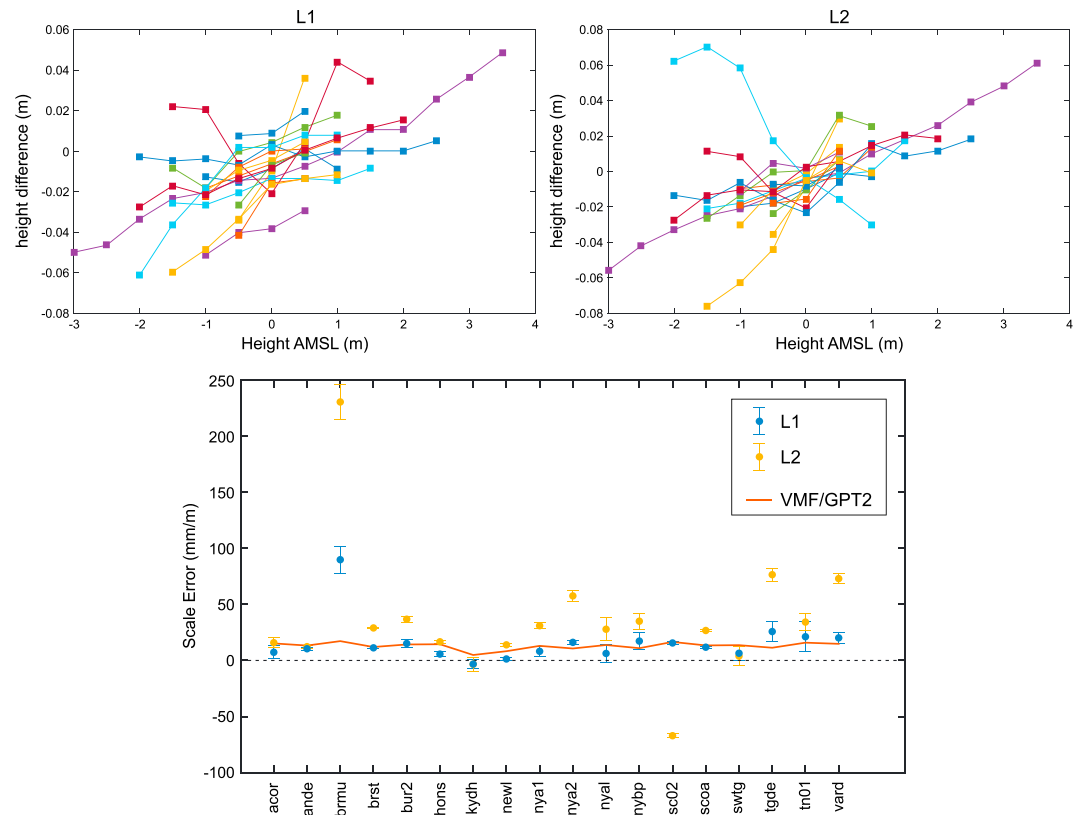 L1
0.06
0.04
0.02
0
-0.02
-0.04
-0.06
-0.08
height difference (m)
-3
-2
-1
0
1
2
3
4
Height AMSL (m)
L2
0.08
0.06
0.04
0.02
0
-0.02
-0.04
-0.06
-0.08
height difference (m)
-3
-2
-1
0
1
2
3
4
Height AMSL (m)
250
200
150
100
50
0
-50
-100
Scale Error (mm/m)
L1
L2
VMF/GPT2
acor
ande
brmu
brst
bur2
hons
kydh
newl
nya1
nya2
nyal
nybp
sc02
scoa
swtg
tgde
tn01
vard